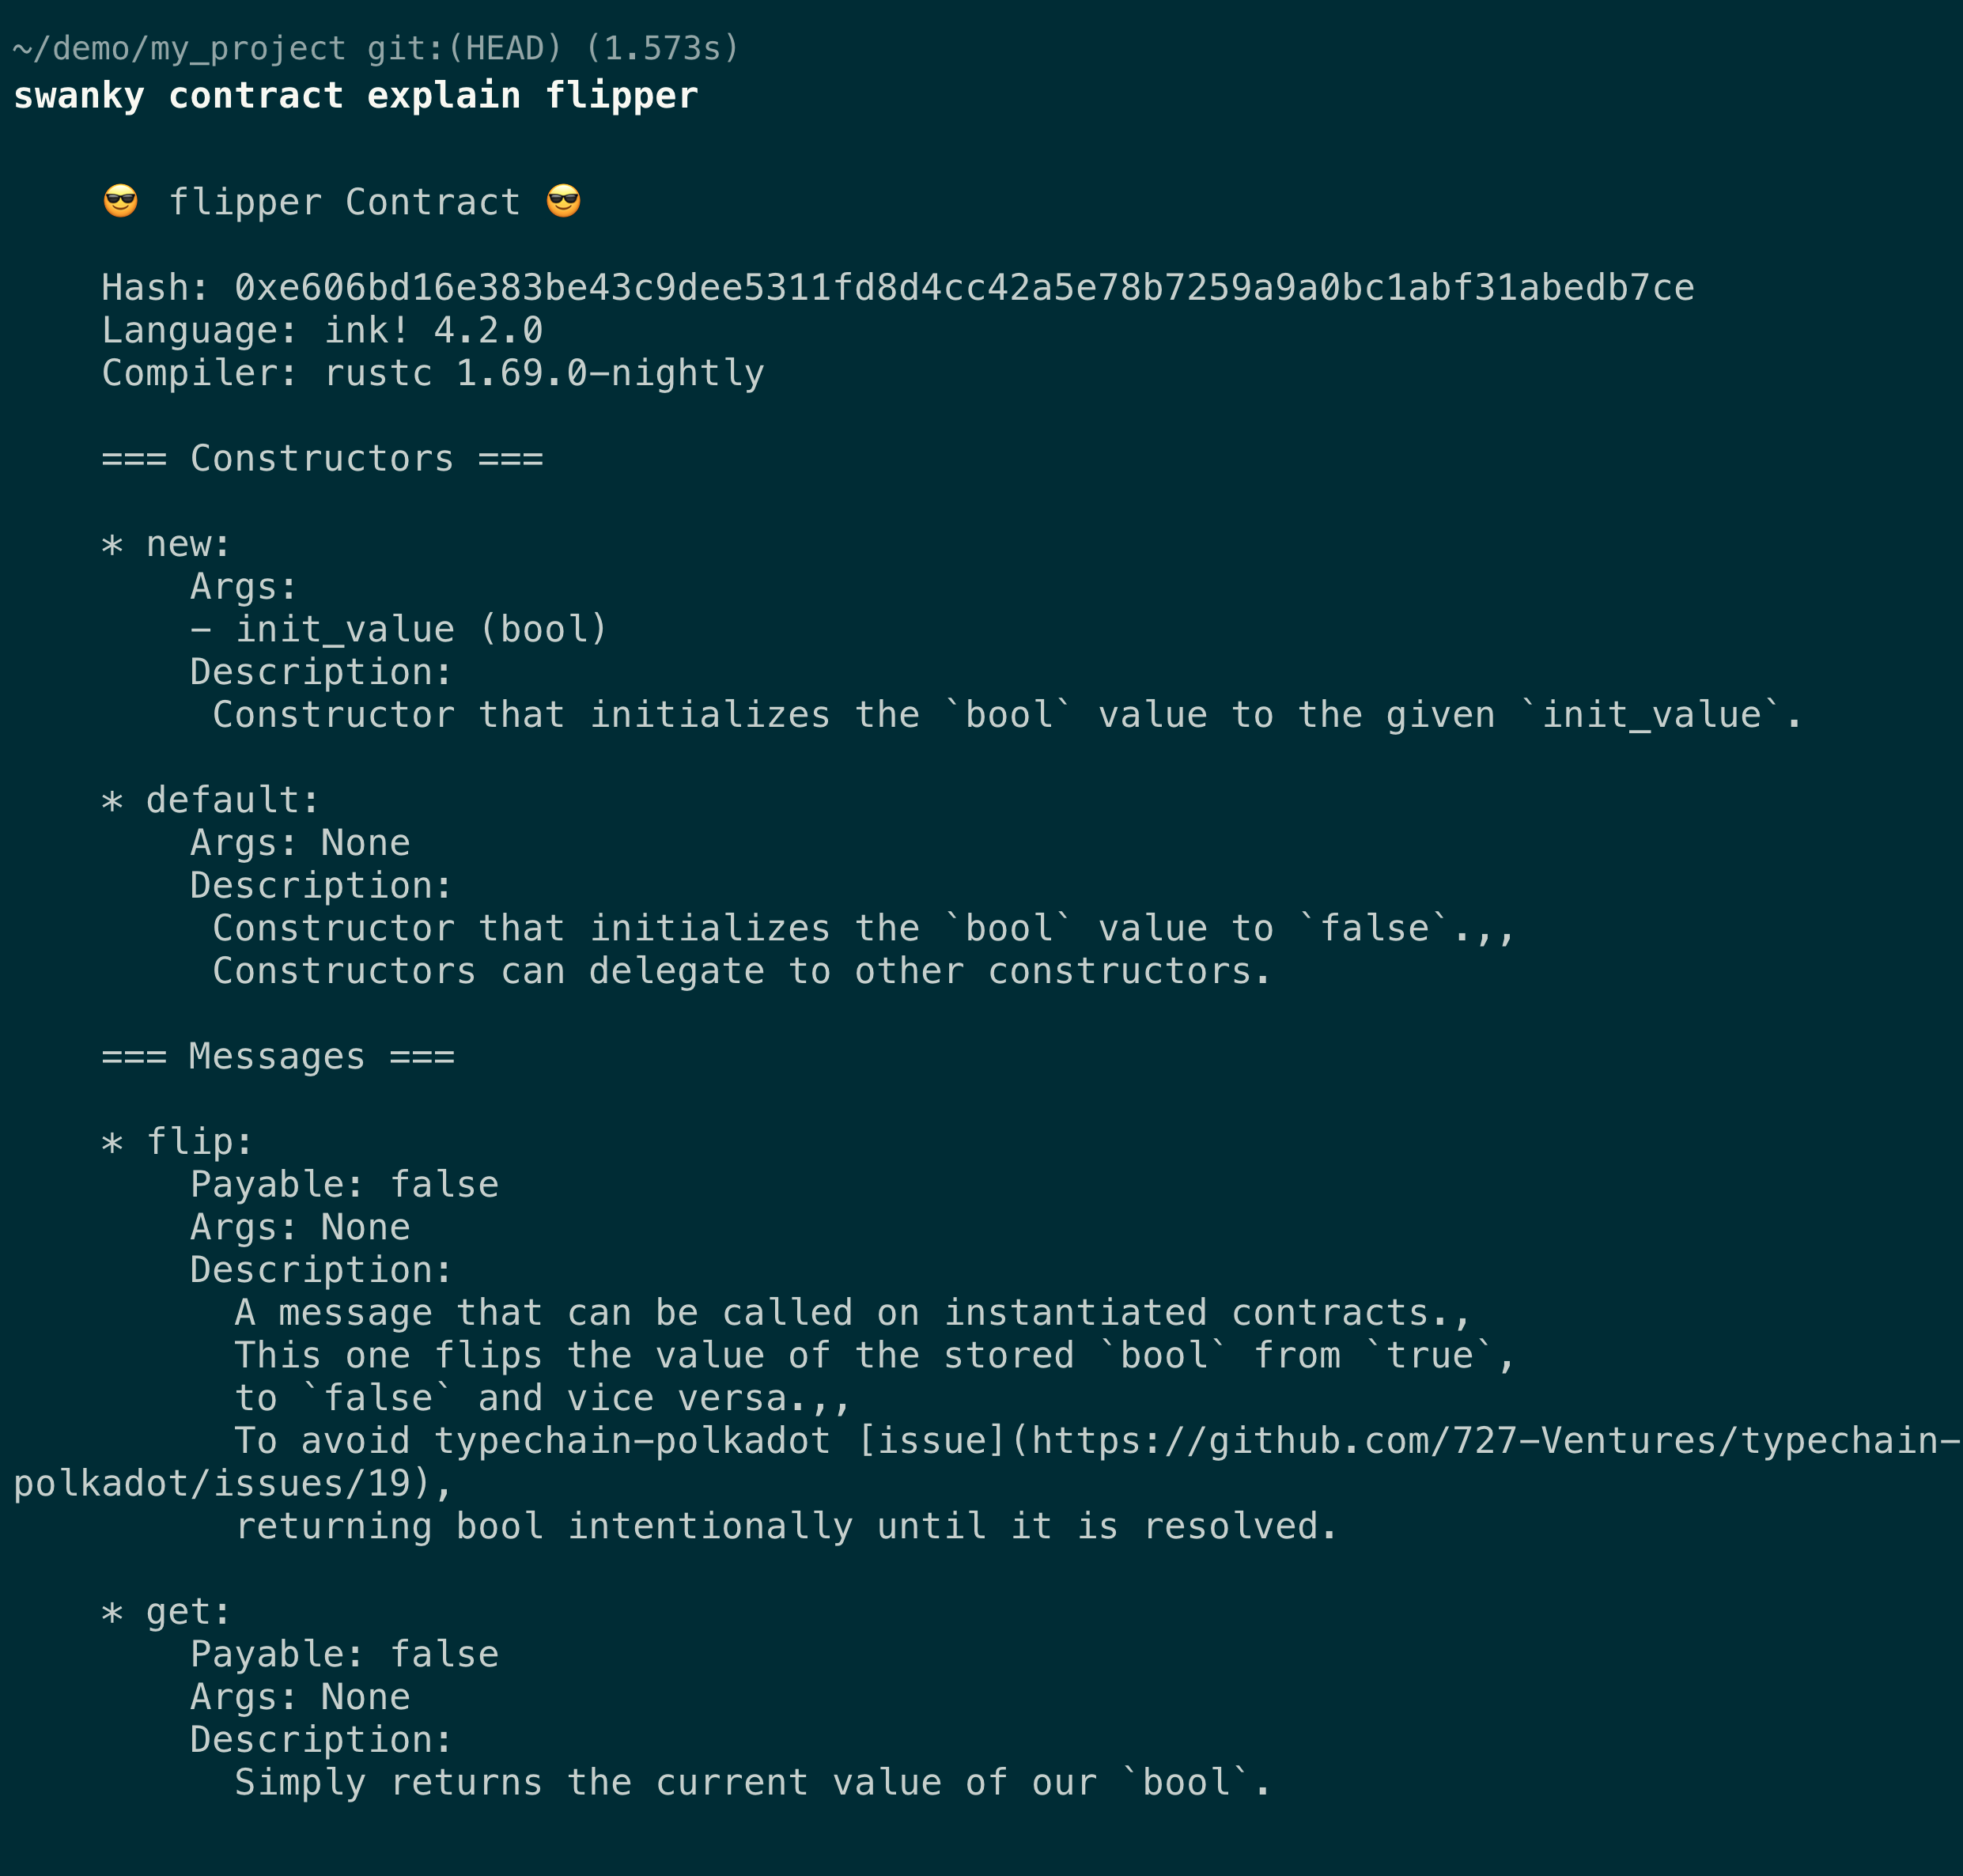 ~/demo/my_project git:(HEAD) (1.573s)
swanky contract explain flipper
😎 flipper Contract 😎
Hash: 0xe606bd16e383be43c9dee5311fd8d4cc42a5e78b7259a9a0bc1abf31abedb7ce
Language: ink! 4.2.0
Compiler: rustc 1.69.0-nightly
=== Constructors ===
* new:
Args:
- init_value (bool)
Description:
Constructor that initializes the `bool` value to the given `init_value`.
* default:
Args: None
Description:
Constructor that initializes the `bool` value to `false`.,,
Constructors can delegate to other constructors.
=== Messages ===
* flip:
Payable: false
Args: None
Description:
A message that can be called on instantiated contracts.,
This one flips the value of the stored `bool` from `true`,
to `false` and vice versa.,,
To avoid typechain-polkadot [issue](https://github.com/727-Ventures/typechain-
polkadot/issues/19),
returning bool intentionally until it is resolved.
* get:
Payable: false
Args: None
Description:
Simply returns the current value of our `bool`.